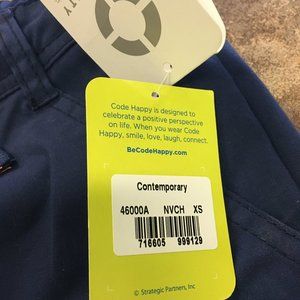 Code Happy is designed to
celebrate a positive perspective
on life. When you wear Code
Happy, smile, love, laugh, connect.
BeCodeHappy.com
Contemporary
46000A NVCH XS
716605 999129
© Strategic Partners, Inc